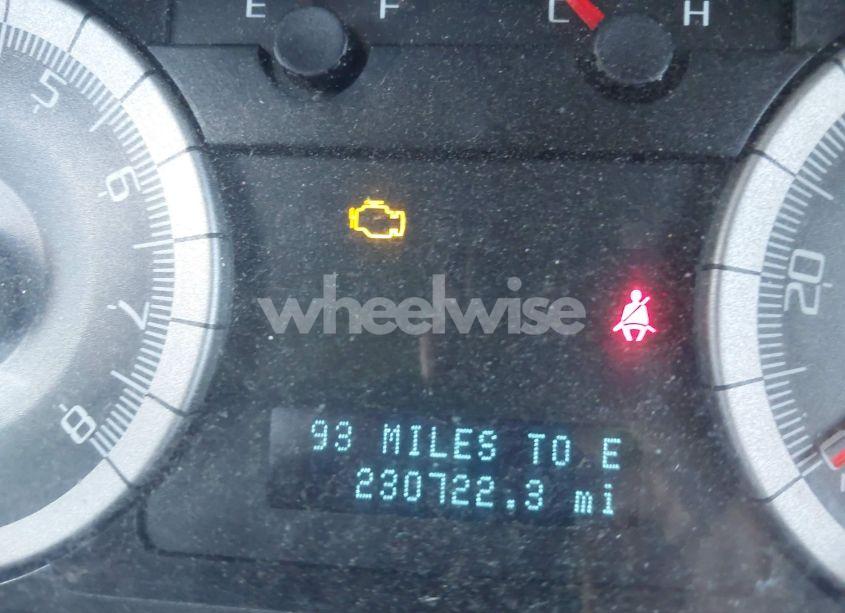 E F C H
5
6
7
8
20
wheelwise
93 MILES TO E
230722.3 mi